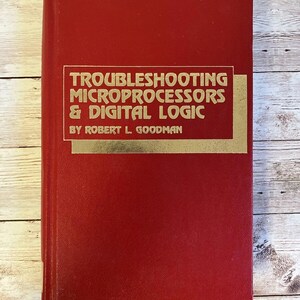 TROUBLESHOOTING
MICROPROCESSORS
& DIGITAL LOGIC
BY ROBERT L. GOODMAN